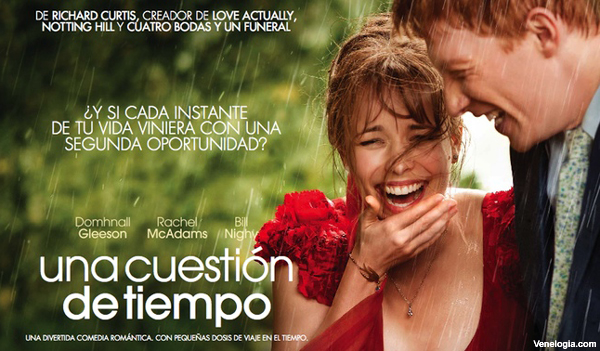 DE RICHARD CURTIS, CREADOR DE LOVE ACTUALLY,
NOTTING HILL Y CUATRO BODAS Y UN FUNERAL
¿Y SI CADA INSTANTE
DE TU VIDA VINIERA CON UNA
SEGUNDA OPORTUNIDAD?
Domhnall Rachel Bill
Gleeson McAdams Nighy
una cuestión
de tiempo
UNA DIVERTIDA COMEDIA ROMÁNTICA. CON PEQUEÑAS DOSIS DE VIAJE EN EL TIEMPO.
Venelogia.com